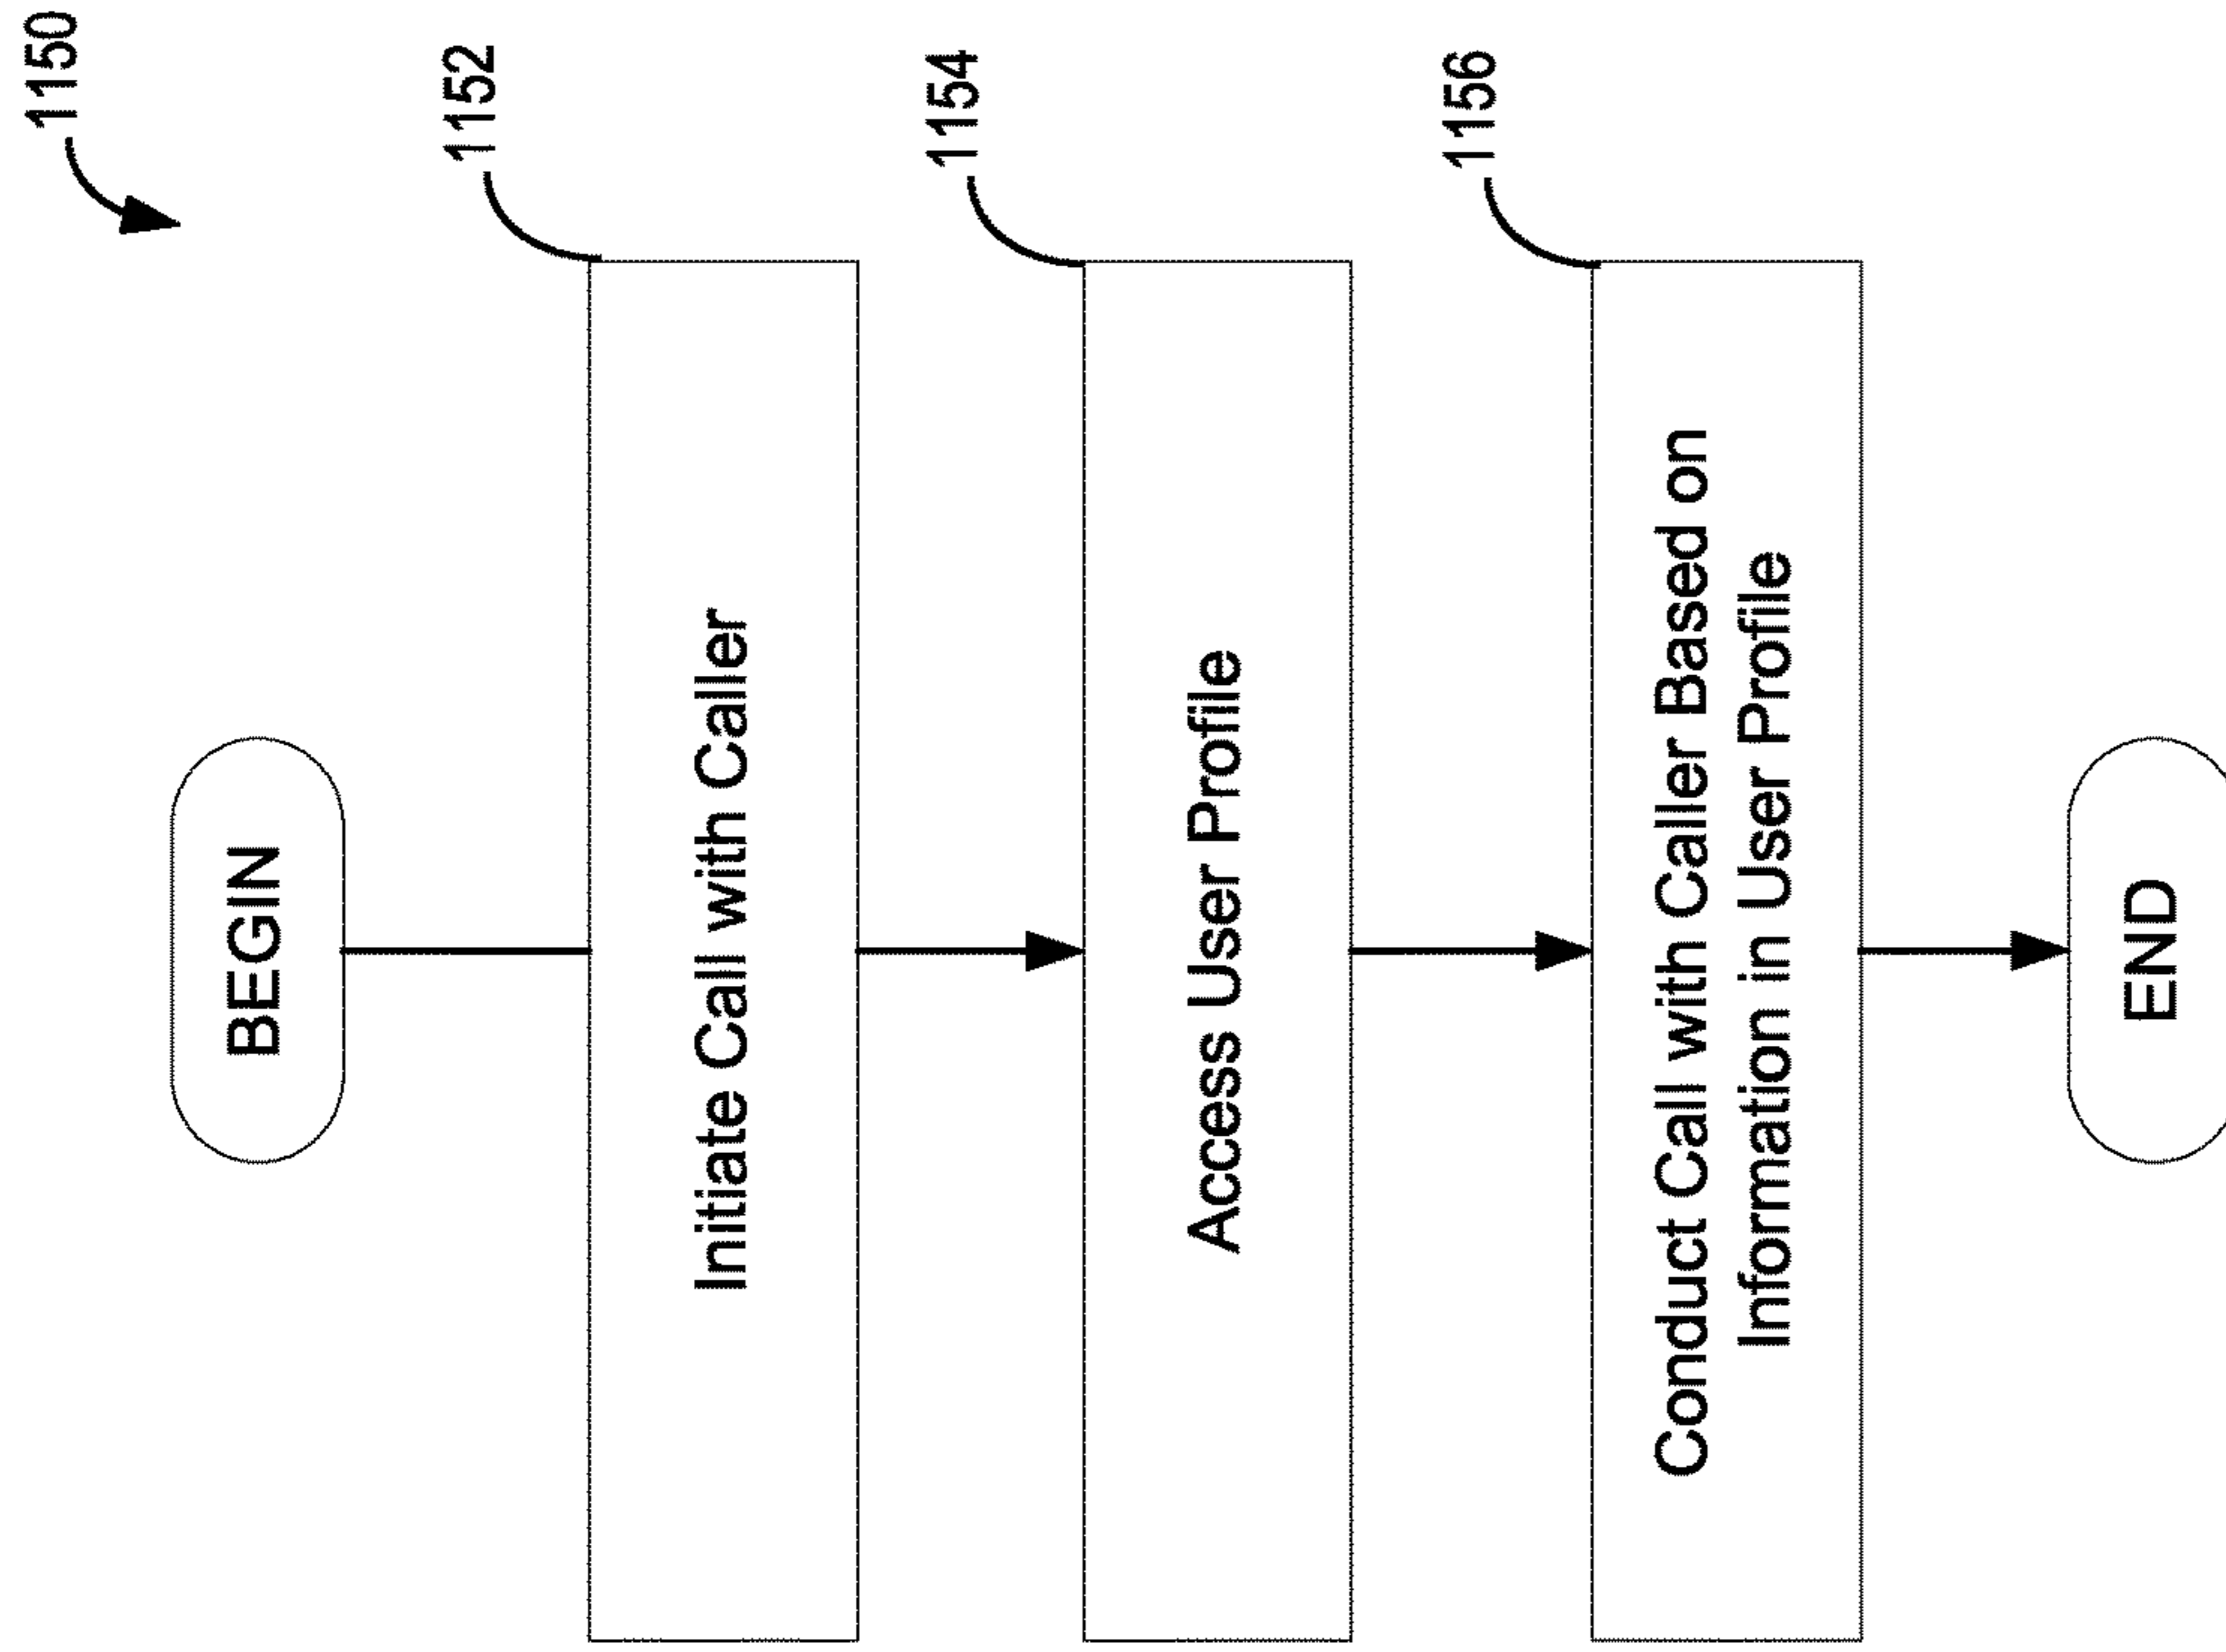 1150
BEGIN
1152
Initiate Call with Caller
1154
Access User Profile
1156
Conduct Call with Caller Based on
Information in User Profile
END